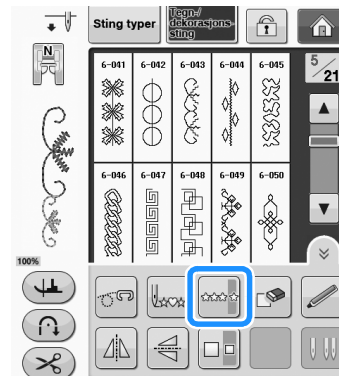 Sting typer
Tegn-/
dekorasjons-
sting
N
5/21
6-041 6-042 6-043 6-044 6-045
6-046 6-047 6-048 6-049 6-050
100%